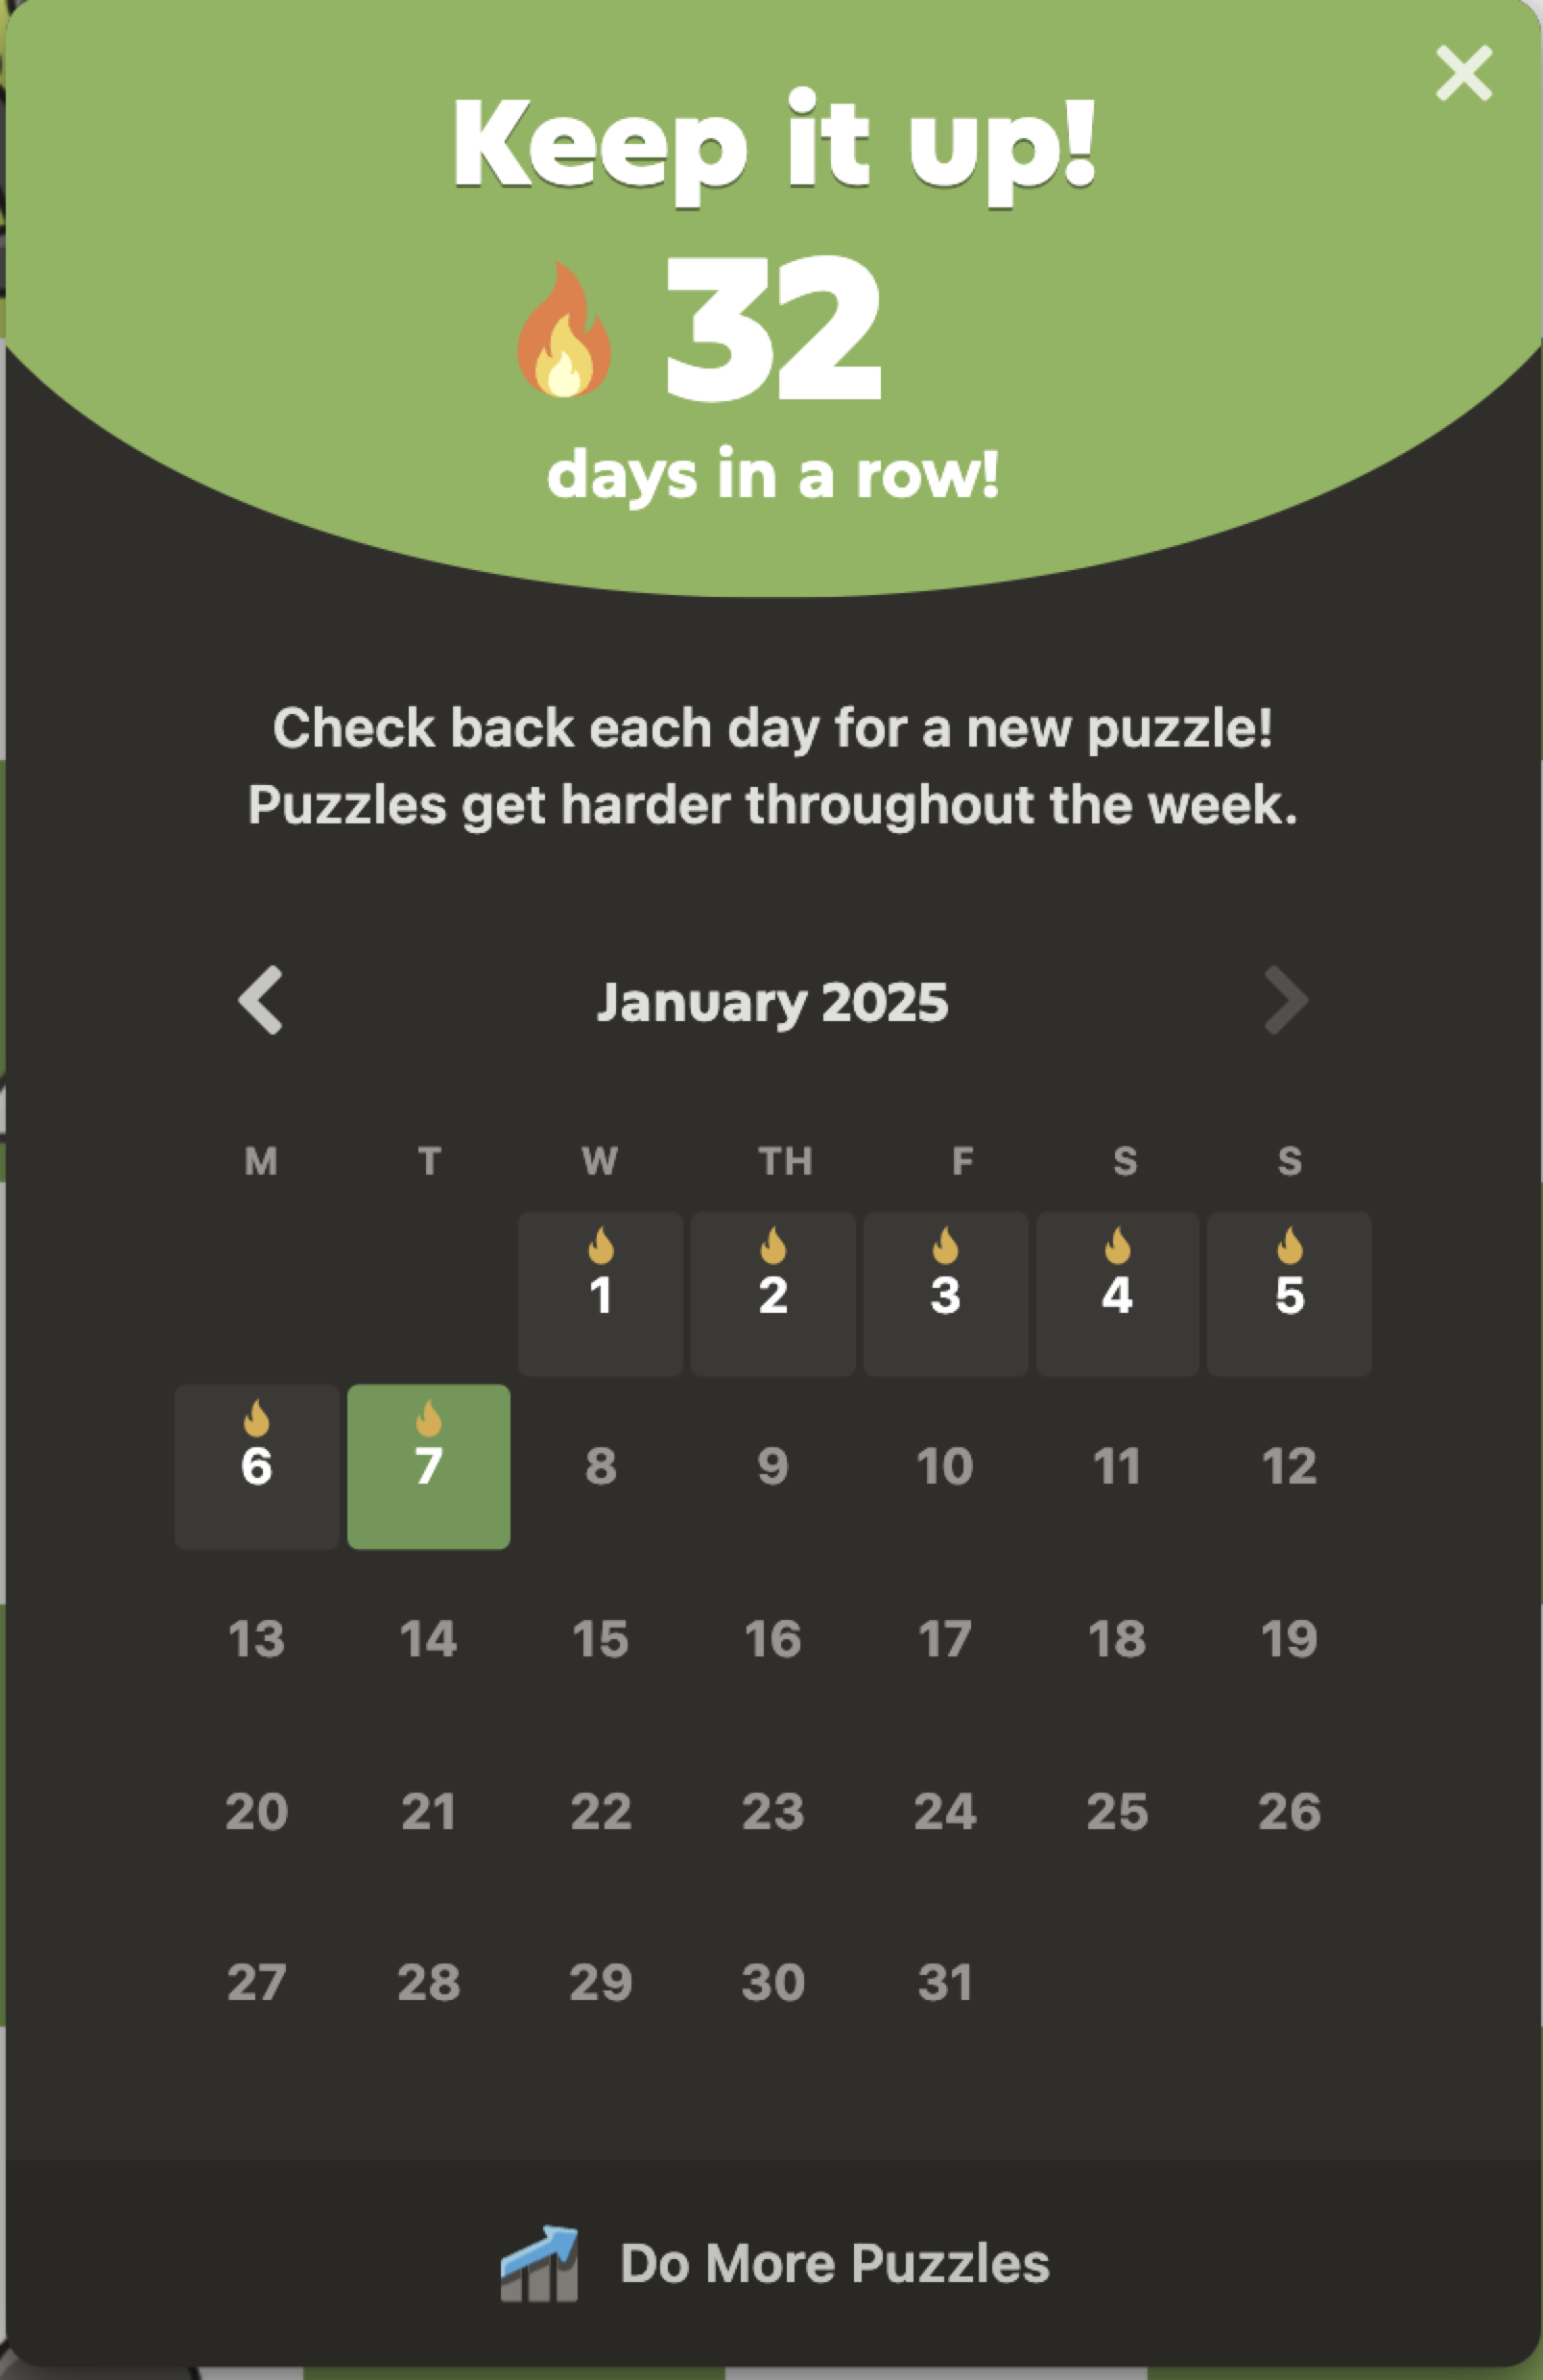 Keep it up!
32
days in a row!
Check back each day for a new puzzle!
Puzzles get harder throughout the week.
January 2025
M T W TH F S S
1 2 3 4 5
6 7 8 9 10 11 12
13 14 15 16 17 18 19
20 21 22 23 24 25 26
27 28 29 30 31
Do More Puzzles